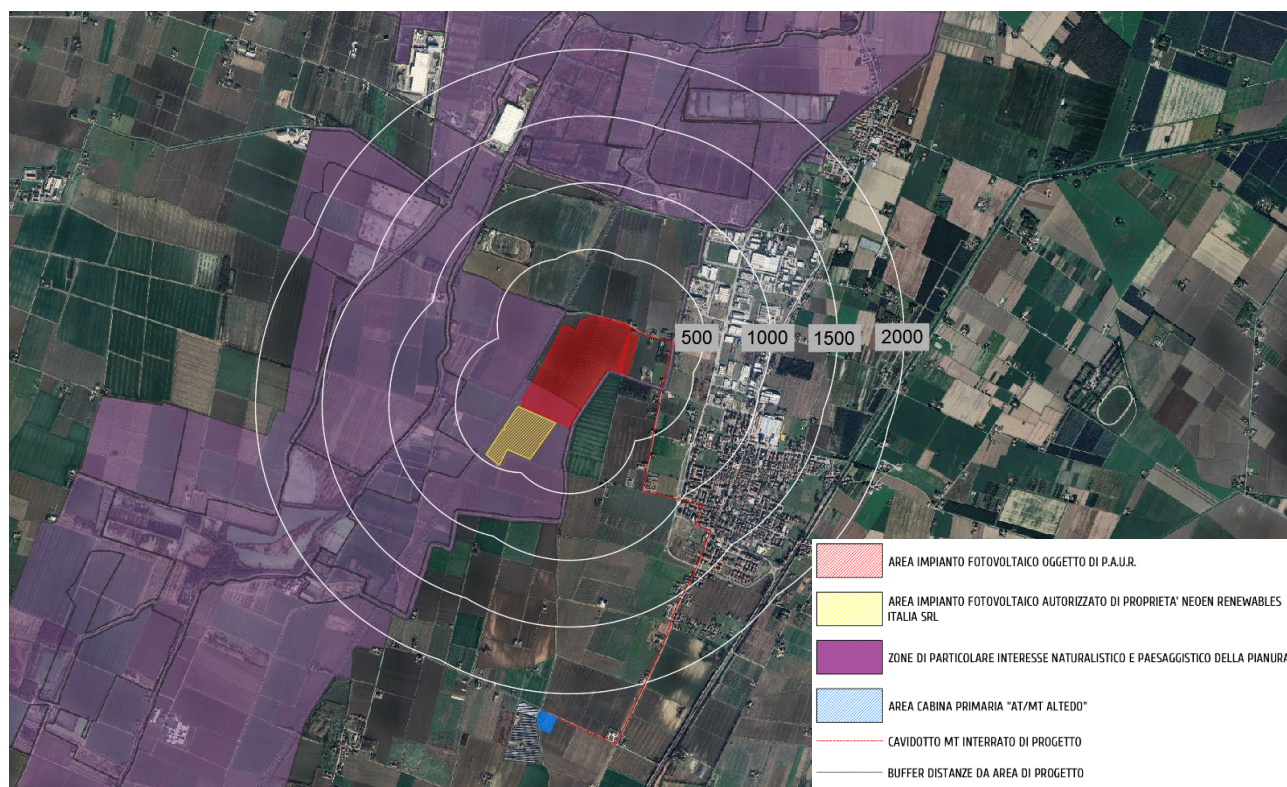 500
1000
1500
2000
AREA IMPIANTO FOTOVOLTAICO OGGETTO DI P.A.U.R.
AREA IMPIANTO FOTOVOLTAICO AUTORIZZATO DI PROPRIETA' NEOEN RENEWABLES
ITALIA SRL
ZONE DI PARTICOLARE INTERESSE NATURALISTICO E PAESAGGISTICO DELLA PIANURA
AREA CABINA PRIMARIA "AT/MT ALTEDO"
CAVIDOTTO MT INTERRATO DI PROGETTO
BUFFER DISTANZE DA AREA DI PROGETTO